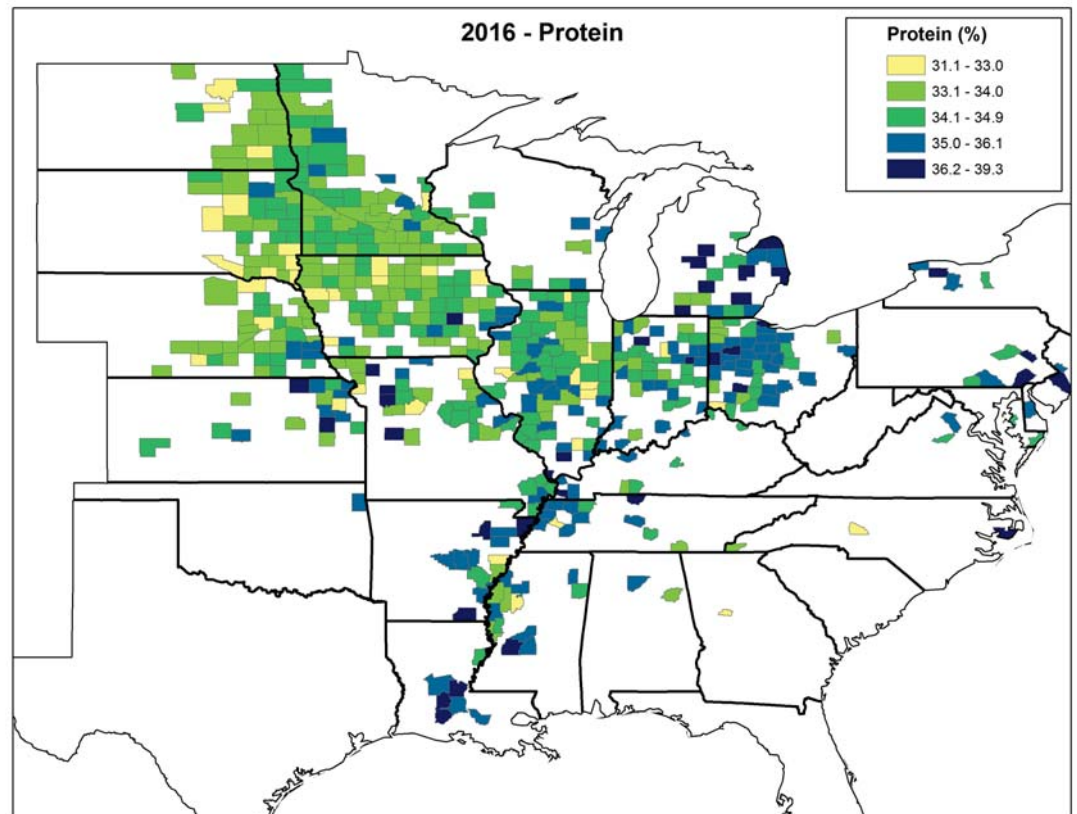 2016 - Protein
Protein (%)
31.1 - 33.0
33.1 - 34.0
34.1 - 34.9
35.0 - 36.1
36.2 - 39.3